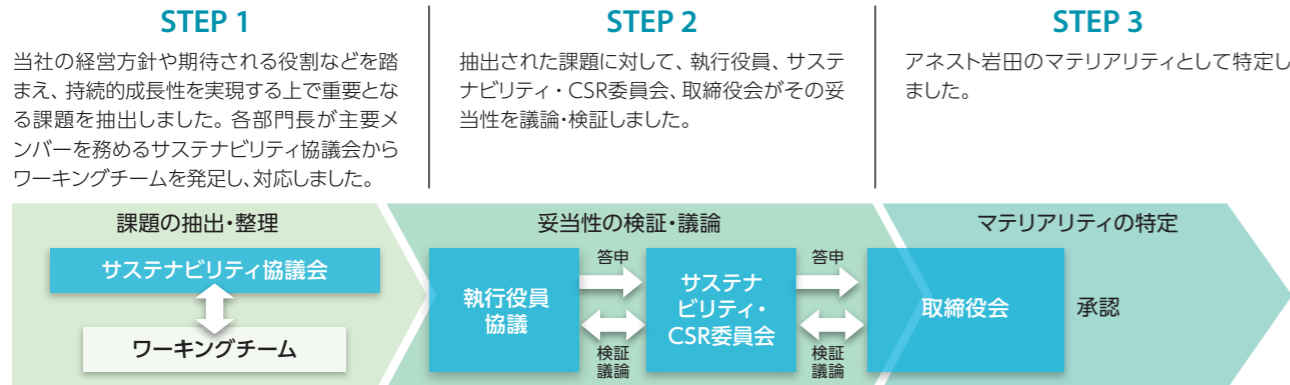 STEP 1
当社の経営方針や期待される役割などを踏
まえ、持続的成長性を実現する上で重要とな
る課題を抽出しました。各部門長が主要メ
ンバーを務めるサステナビリティ協議会から
ワーキングチームを発足し、対応しました。
STEP 2
抽出された課題に対して、執行役員、サステ
ナビリティ・CSR委員会、取締役会がその妥
当性を議論・検証しました。
STEP 3
アネスト岩田のマテリアリティとして特定し
ました。
課題の抽出・整理
サステナビリティ協議会
ワーキングチーム
妥当性の検証・議論
執行役員
協議
答申
検証
議論
サステナ
ビリティ・
CSR委員会
答申
検証
議論
マテリアリティの特定
取締役会
承認